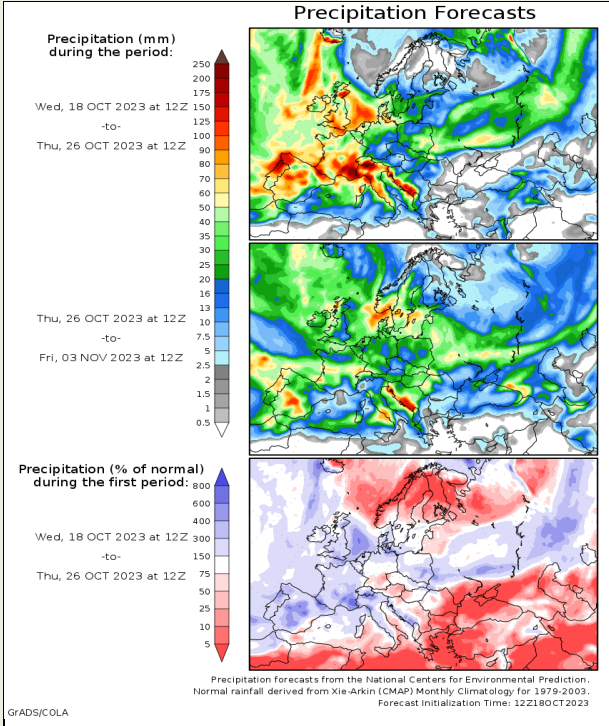 Precipitation Forecasts
Precipitation (mm)
during the period:
Wed, 18 OCT 2023 at 12Z
-to-
Thu, 26 OCT 2023 at 12Z
250
200
175
150
125
100
90
80
70
60
50
40
35
30
25
20
16
13
10
7.5
5
2.5
2
1.5
1
0.5
Thu, 26 OCT 2023 at 12Z
-to-
Fri, 03 NOV 2023 at 12Z
Precipitation (% of normal)
during the first period:
Wed, 18 OCT 2023 at 12Z
-to-
Thu, 26 OCT 2023 at 12Z
800
600
400
300
150
75
50
25
10
5
Precipitation forecasts from the National Centers for Environmental Prediction.
Normal rainfall derived from Xie-Arkin (CMAP) Monthly Climatology for 1979-2003.
Forecast Initialization Time: 12Z18OCT2023
GrADS/COLA